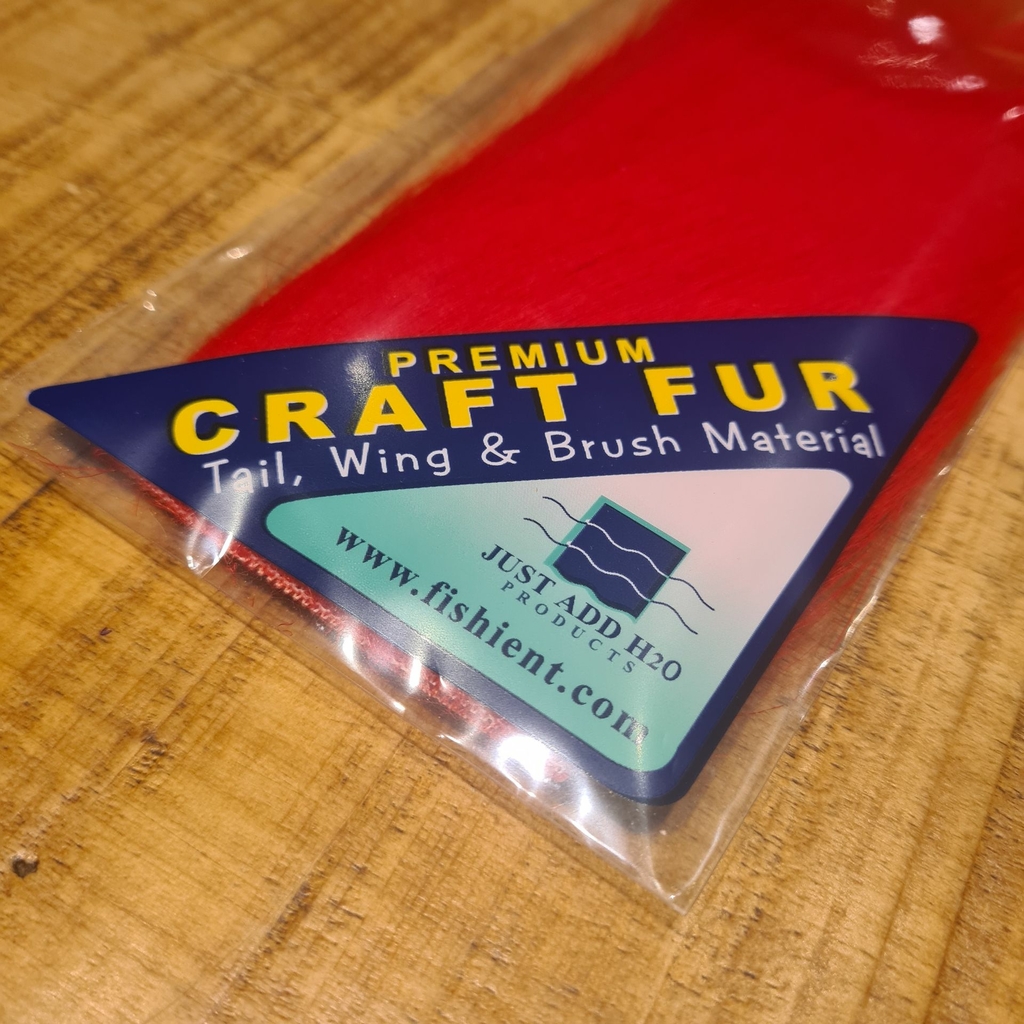 PREMIUM
CRAFT FUR
Tail, Wing & Brush Material
JUST ADD H2O
PRODUCTS
www.fishient.com